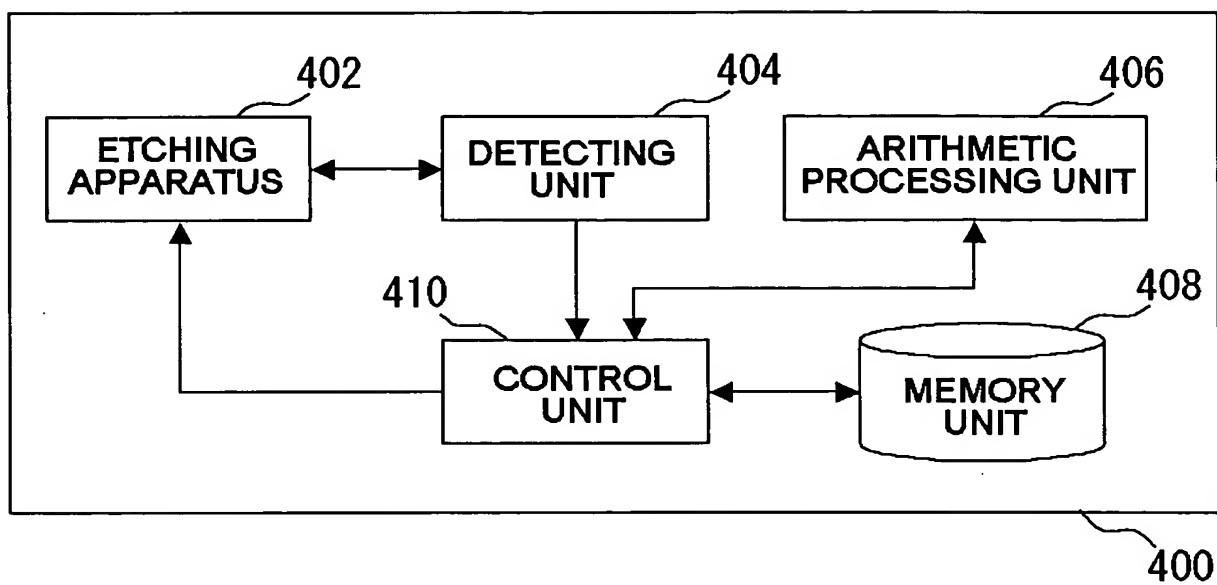 402
404
406
ETCHING
APPARATUS
DETECTING
UNIT
ARITHMETIC
PROCESSING UNIT
410
408
CONTROL
UNIT
MEMORY
UNIT
400